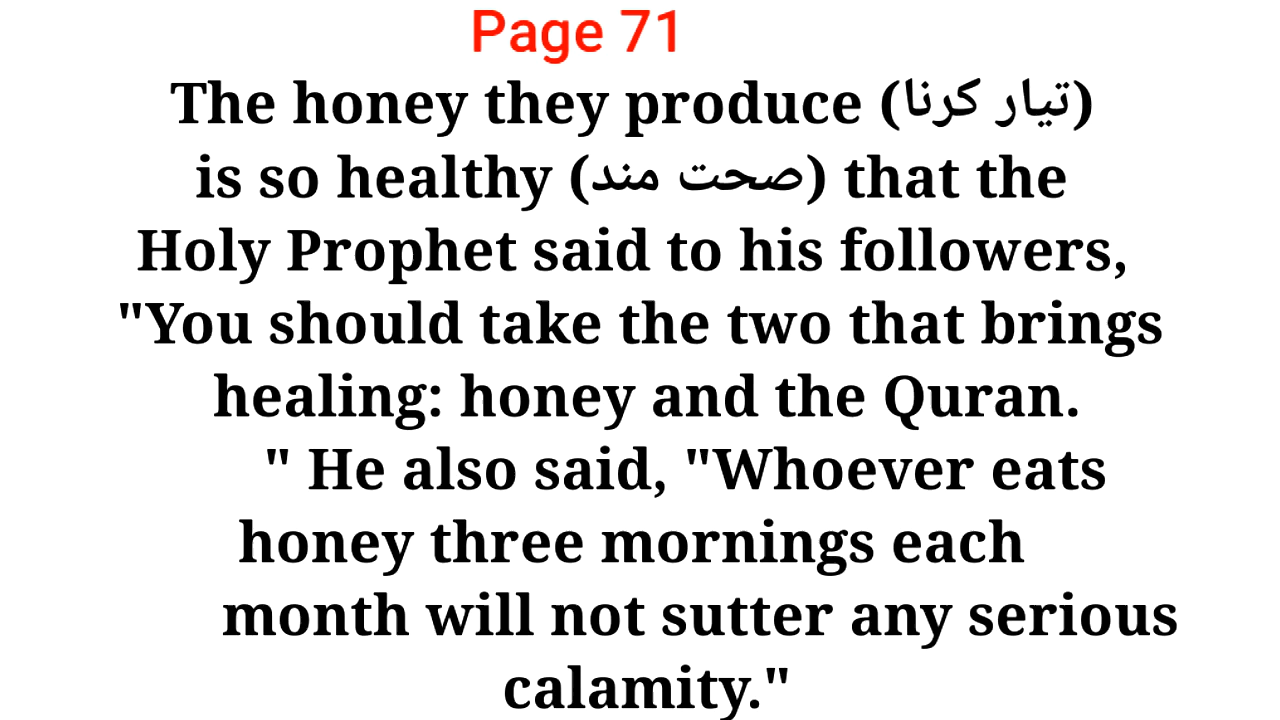 Page 71
The honey they produce (تیار کرنا)
is so healthy (صحت مند) that the
Holy Prophet said to his followers,
"You should take the two that brings
healing: honey and the Quran.
" He also said, "Whoever eats
honey three mornings each
month will not sutter any serious
calamity."